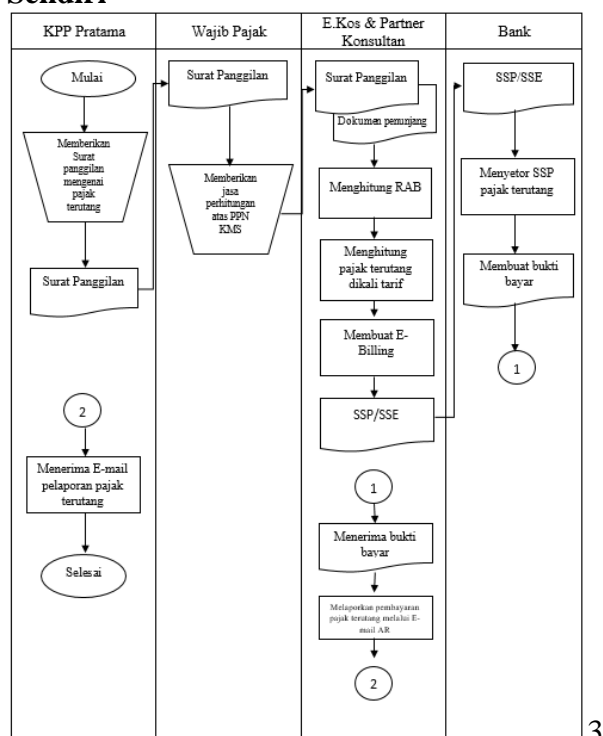 Sendiri
KPP Pratama
Wajib Pajak
E.Kos & Partner
Konsultan
Bank
Mulai
Memberikan
Surat
panggilan
mengenai
pajak
terutang
Surat Panggilan
2
Menerima E-mail
pelaporan pajak
terutang
Selesai
Surat Panggilan
Memberikan
jasa
perhitungan
atas PPN
KMS
Surat Panggilan
Dokumen penunjang
Menghitung RAB
Menghitung
pajak terutang
dikali tarif
Membuat E-
Billing
SSP/SSE
1
Menerima bukti
bayar
Melaporkan pembayaran
pajak terutang melalui E-
mail AR
2
SSP/SSE
Menyetor SSP
pajak terutang
Membuat bukti
bayar
1
3